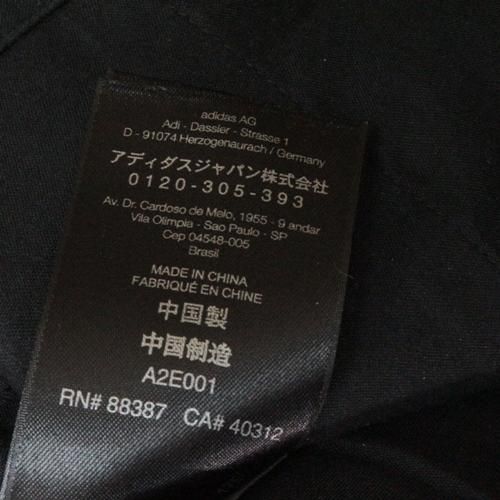 adidas AG
Adi - Dassler - Strasse 1
D - 91074 Herzogenaurach / Germany
アディダスジャパン株式会社
0120-305-393
Av. Dr. Cardoso de Melo, 1955 - 9 andar
Vila Olimpia - Sao Paulo - SP
Cep 04548-005
Brasil
MADE IN CHINA
FABRIQUÉ EN CHINE
中国製
中国制造
A2E001
RN# 88387 CA# 40312